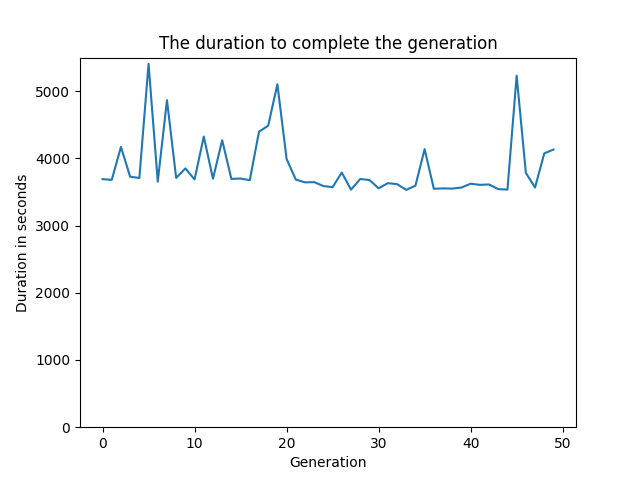 The duration to complete the generation
Duration in seconds
5000
4000
3000
2000
1000
0
0 10 20 30 40 50
Generation